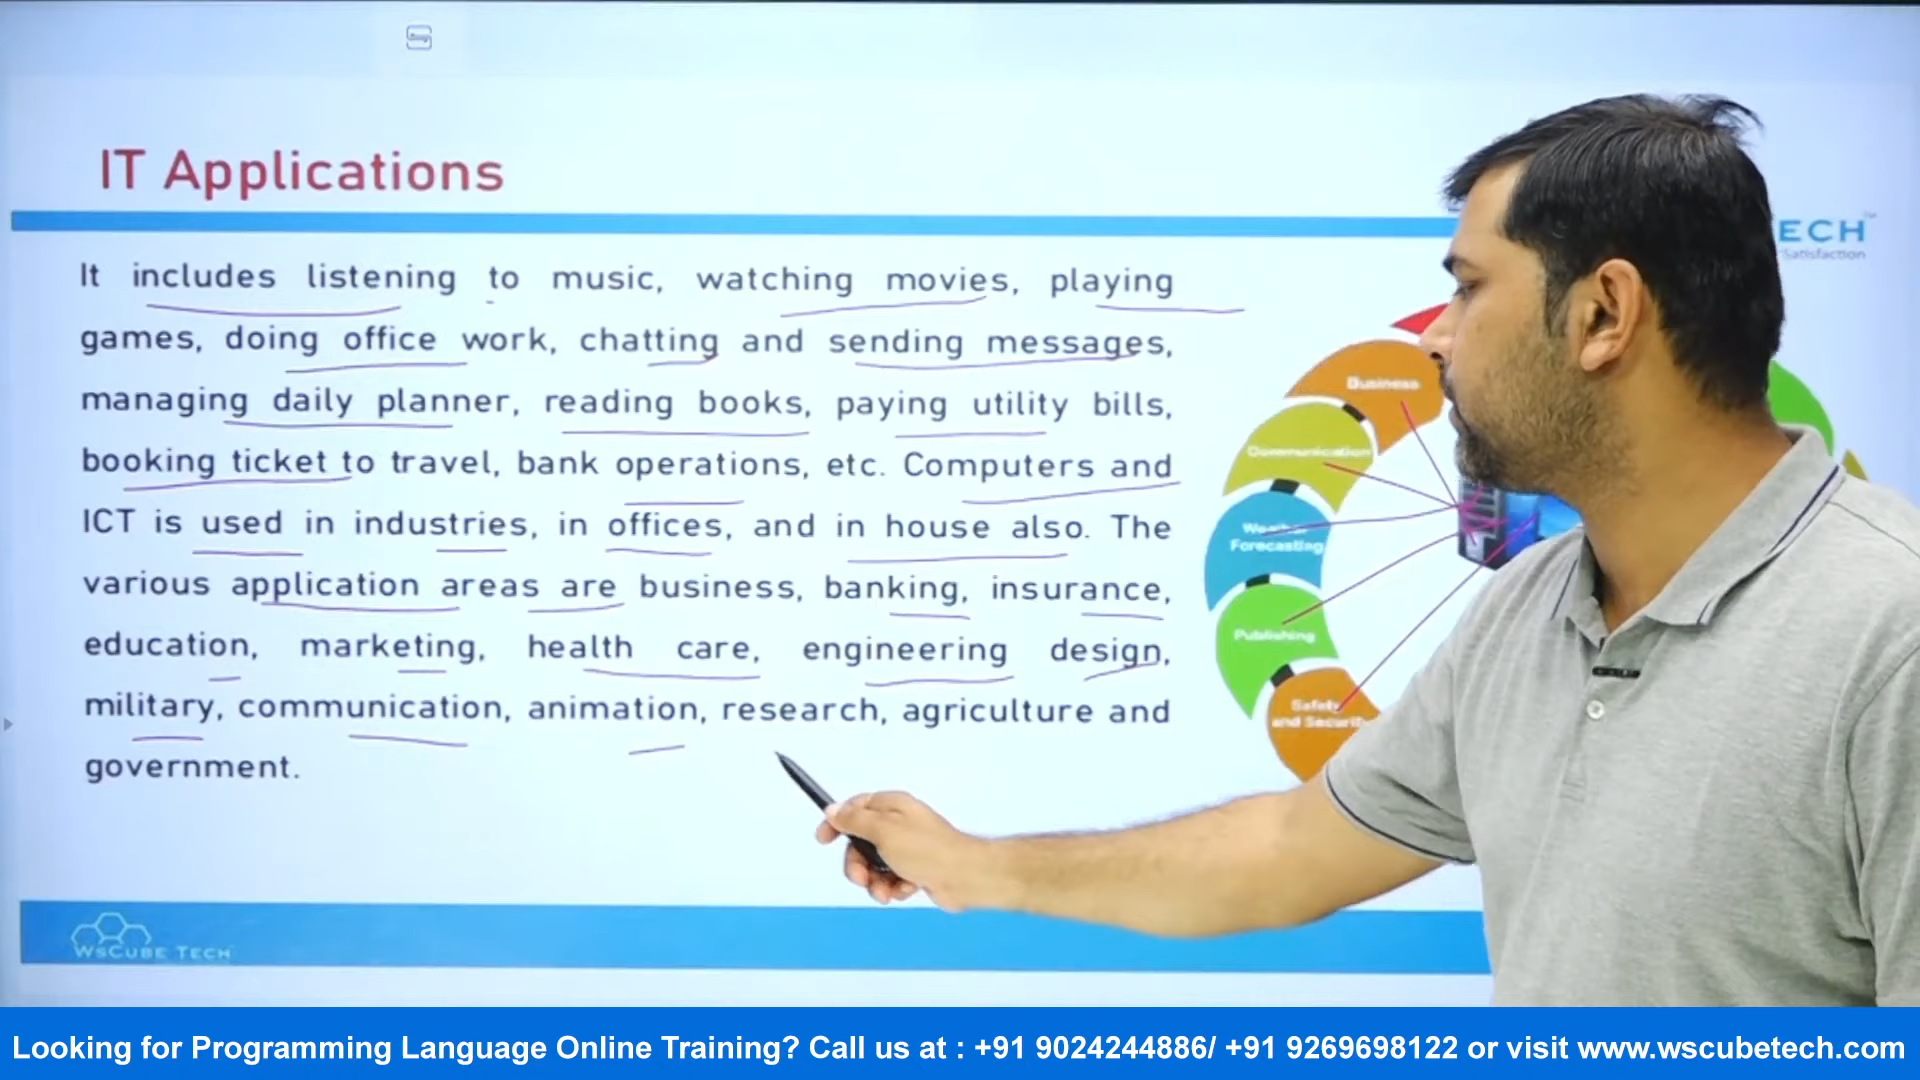 IT Applications
ECH
Satisfaction
It includes listening to music, watching movies, playing
games, doing office work, chatting and sending messages,
managing daily planner, reading books, paying utility bills,
booking ticket to travel, bank operations, etc. Computers and
ICT is used in industries, in offices, and in house also. The
various application areas are business, banking, insurance,
education, marketing, health care, engineering design,
military, communication, animation, research, agriculture and
government.
Business
Communication
Weather
Forecasting
Publishing
Safety
and Security
WsCube Tech
Looking for Programming Language Online Training? Call us at : +91 9024244886/ +91 9269698122 or visit www.wscubetech.com